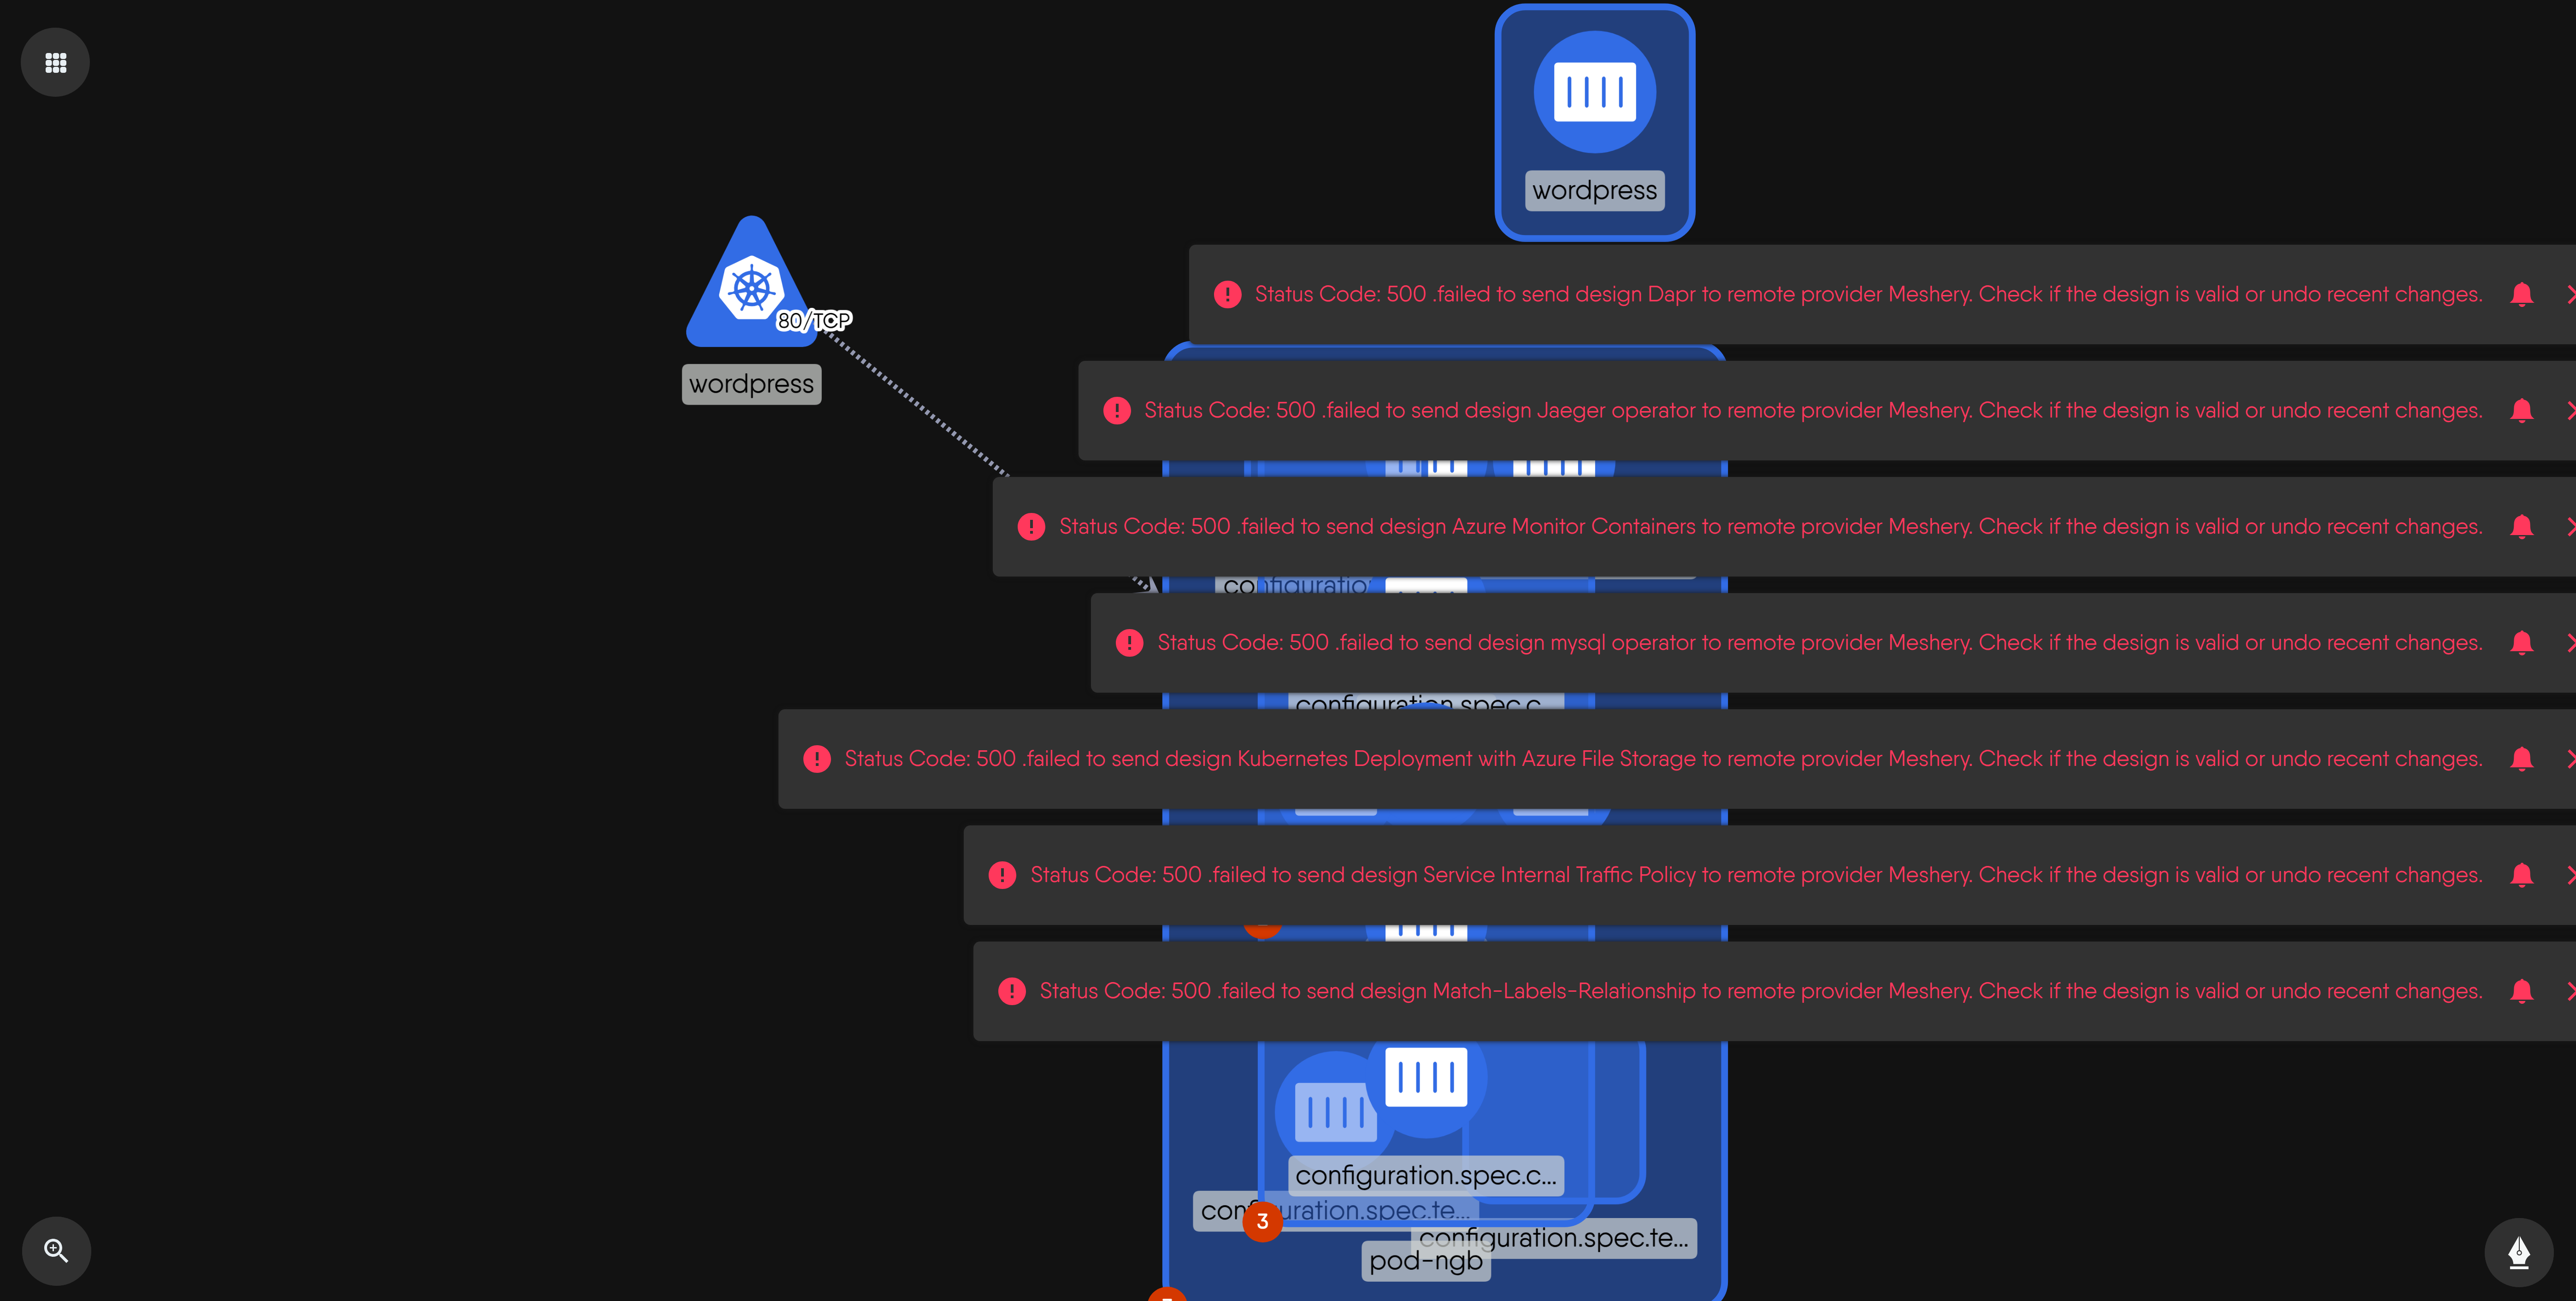 wordpress
80/TCP
wordpress
Status Code: 500 .failed to send design Dapr to remote provider Meshery. Check if the design is valid or undo recent changes.
Status Code: 500 .failed to send design Jaeger operator to remote provider Meshery. Check if the design is valid or undo recent changes.
Status Code: 500 .failed to send design Azure Monitor Containers to remote provider Meshery. Check if the design is valid or undo recent changes.
configuratio
Status Code: 500 .failed to send design mysql operator to remote provider Meshery. Check if the design is valid or undo recent changes.
configuration.spec.c...
Status Code: 500 .failed to send design Kubernetes Deployment with Azure File Storage to remote provider Meshery. Check if the design is valid or undo recent changes.
Status Code: 500 .failed to send design Service Internal Traffic Policy to remote provider Meshery. Check if the design is valid or undo recent changes.
Status Code: 500 .failed to send design Match-Labels-Relationship to remote provider Meshery. Check if the design is valid or undo recent changes.
configuration.spec.c...
configuration.spec.te...
3
configuration.spec.te...
pod-ngb